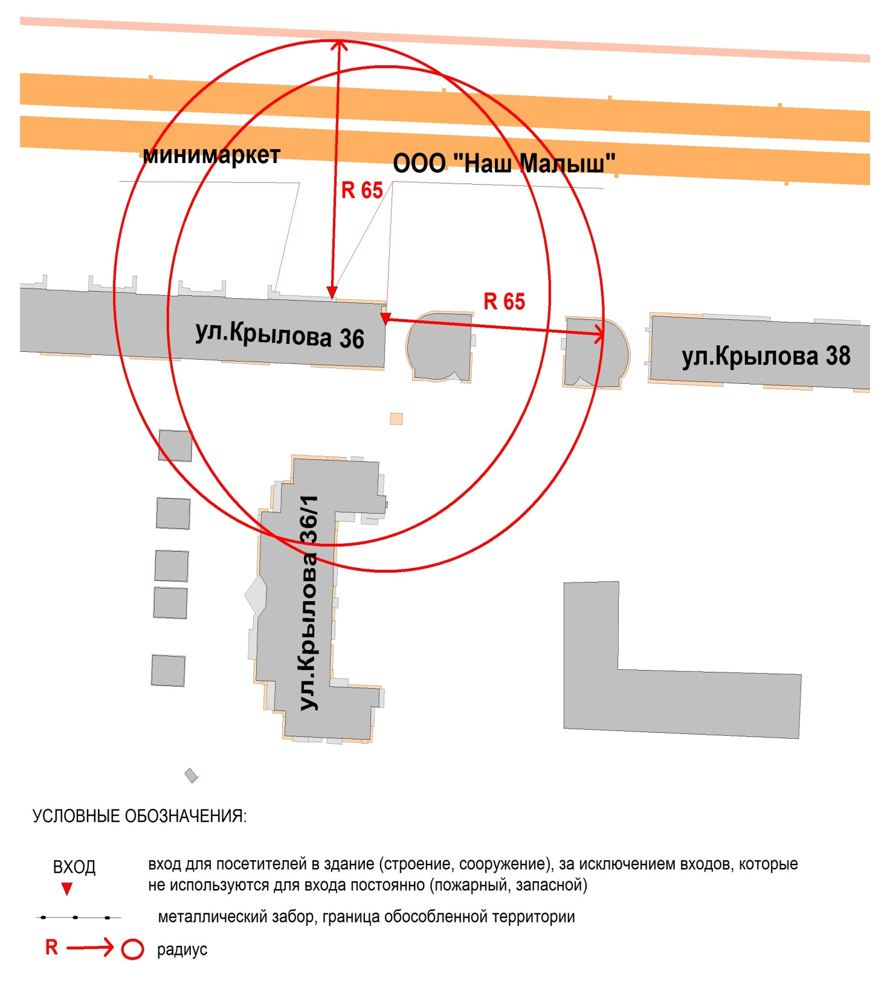 минимаркет
ООО "Наш Малыш"
R 65
R 65
ул.Крылова 36
ул.Крылова 38
ул.Крылова 36/1
УСЛОВНЫЕ ОБОЗНАЧЕНИЯ:
ВХОД
вход для посетителей в здание (строение, сооружение), за исключением входов, которые
не используются для входа постоянно (пожарный, запасной)
металлический забор, граница обособленной территории
R
радиус